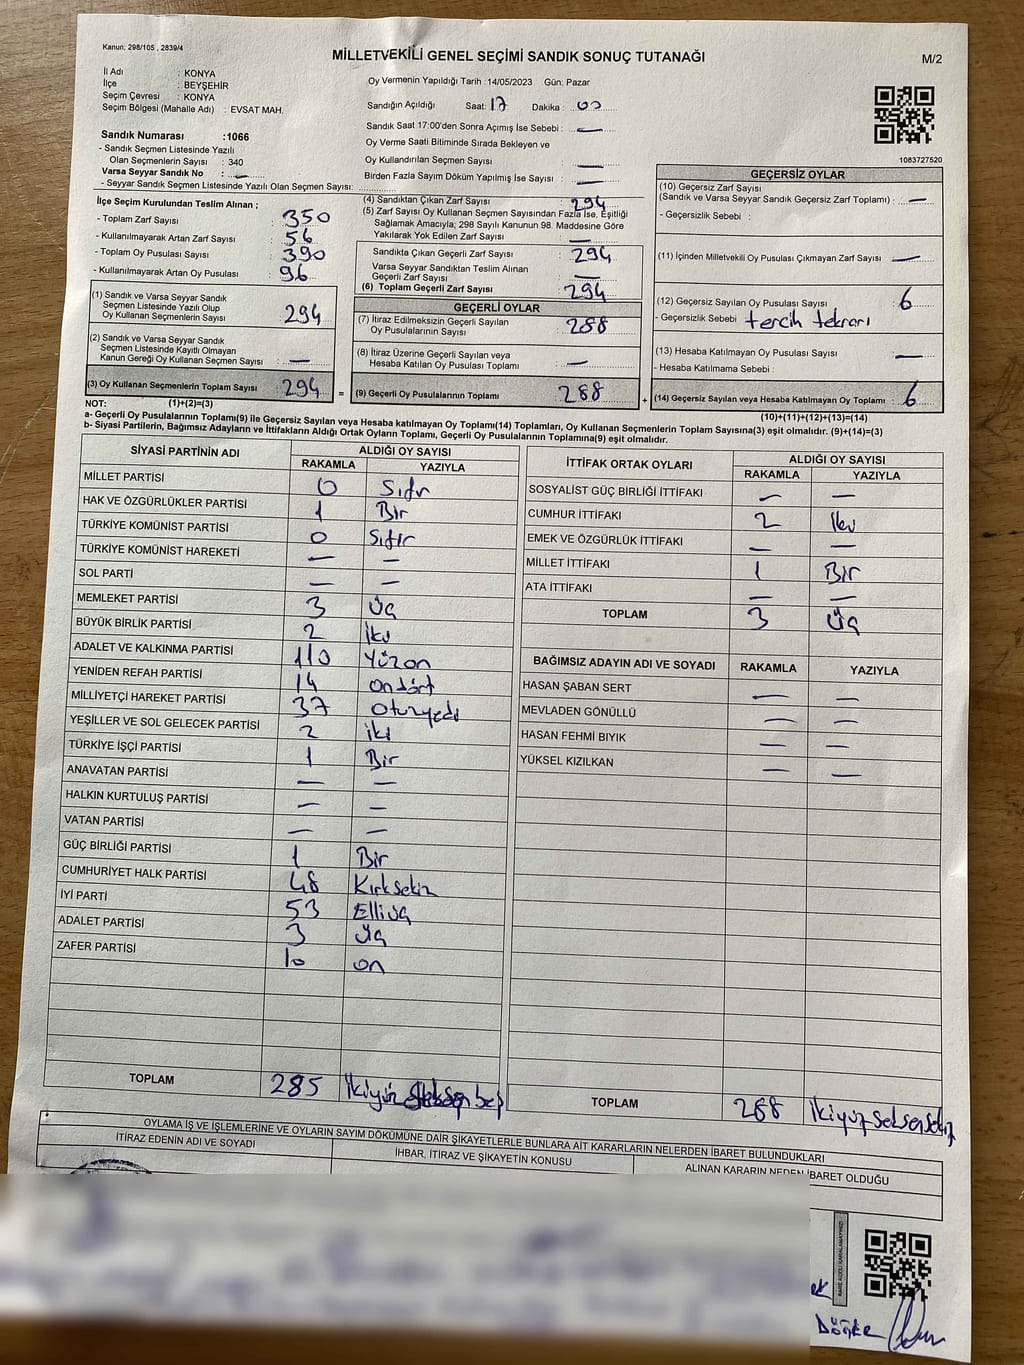 Kanun: 298/105 , 2839/4
MİLLETVEKİLİ GENEL SEÇİMİ SANDIK SONUÇ TUTANAĞI
M/2
İl Adı : KONYA
İlçe : BEYŞEHİR
Seçim Çevresi : KONYA
Seçim Bölgesi (Mahalle Adı) : EVSAT MAH.
Oy Vermenin Yapıldığı Tarih : 14/05/2023 Gün: Pazar
Sandığın Açıldığı Saat: 17 Dakika : 00
Sandık Saat 17:00'den Sonra Açımış İse Sebebi : —
Oy Verme Saati Bitiminde Sırada Bekleyen ve
Oy Kullandırılan Seçmen Sayısı —
Birden Fazla Sayım Döküm Yapılmış İse Sayısı : —
1083727520
Sandık Numarası :1066
- Sandık Seçmen Listesinde Yazılı
Olan Seçmenlerin Sayısı : 340
Varsa Seyyar Sandık No : —
- Seyyar Sandık Seçmen Listesinde Yazılı Olan Seçmen Sayısı:
İlçe Seçim Kurulundan Teslim Alınan ;
- Toplam Zarf Sayısı : 350
- Kullanılmayarak Artan Zarf Sayısı : 56
- Toplam Oy Pusulası Sayısı : 390
- Kullanılmayarak Artan Oy Pusulası : 96
(1) Sandık ve Varsa Seyyar Sandık
Seçmen Listesinde Yazılı Olup
Oy Kullanan Seçmenlerin Sayısı : 294
(2) Sandık ve Varsa Seyyar Sandık
Seçmen Listesinde Kayıtlı Olmayan
Kanun Gereği Oy Kullanan Seçmen Sayısı : —
(3) Oy Kullanan Seçmenlerin Toplam Sayısı : 294 =
(1)+(2)=(3)
(4) Sandıktan Çıkan Zarf Sayısı : 294
(5) Zarf Sayısı Oy Kullanan Seçmen Sayısından Fazla İse, Eşitliği
Sağlamak Amacıyla; 298 Sayılı Kanunun 98. Maddesine Göre
Yakılarak Yok Edilen Zarf Sayısı : —
Sandıkta Çıkan Geçerli Zarf Sayısı : 294
Varsa Seyyar Sandıktan Teslim Alınan
Geçerli Zarf Sayısı : —
(6) Toplam Geçerli Zarf Sayısı : 294
GEÇERLİ OYLAR
(7) İtiraz Edilmeksizin Geçerli Sayılan
Oy Pusulalarının Sayısı : 288
(8) İtiraz Üzerine Geçerli Sayılan veya
Hesaba Katılan Oy Pusulası Toplamı : —
(9) Geçerli Oy Pusulalarının Toplamı : 288 +
GEÇERSİZ OYLAR
(10) Geçersiz Zarf Sayısı
(Sandık ve Varsa Seyyar Sandık Geçersiz Zarf Toplamı) : —
- Geçersizlik Sebebi :
(11) İçinden Milletvekili Oy Pusulası Çıkmayan Zarf Sayısı : —
(12) Geçersiz Sayılan Oy Pusulası Sayısı : 6
- Geçersizlik Sebebi : tercih tekrarı
(13) Hesaba Katılmayan Oy Pusulası Sayısı : —
- Hesaba Katılmama Sebebi :
(14) Geçersiz Sayılan veya Hesaba Katılmayan Oy Toplamı : 6
(10)+(11)+(12)+(13)=(14)
NOT:
a- Geçerli Oy Pusulalarının Toplamı(9) ile Geçersiz Sayılan veya Hesaba katılmayan Oy Toplamı(14) Toplamları, Oy Kullanan Seçmenlerin Toplam Sayısına(3) eşit olmalıdır. (9)+(14)=(3)
b- Siyasi Partilerin, Bağımsız Adayların ve İttifakların Aldığı Ortak Oyların Toplamı, Geçerli Oy Pusulalarının Toplamına(9) eşit olmalıdır.
SİYASİ PARTİNİN ADI ALDIĞI OY SAYISI
RAKAMLA YAZIYLA
MİLLET PARTİSİ 0 Sıfır
HAK VE ÖZGÜRLÜKLER PARTİSİ 1 Bir
TÜRKİYE KOMÜNİST PARTİSİ 0 Sıfır
TÜRKİYE KOMÜNİST HAREKETİ — —
SOL PARTİ — —
MEMLEKET PARTİSİ 3 Üç
BÜYÜK BİRLİK PARTİSİ 2 İki
ADALET VE KALKINMA PARTİSİ 110 Yüzon
YENİDEN REFAH PARTİSİ 14 ondört
MİLLİYETÇİ HAREKET PARTİSİ 37 otuzyedi
YEŞİLLER VE SOL GELECEK PARTİSİ 2 iki
TÜRKİYE İŞÇİ PARTİSİ 1 Bir
ANAVATAN PARTİSİ — —
HALKIN KURTULUŞ PARTİSİ — —
VATAN PARTİSİ — —
GÜÇ BİRLİĞİ PARTİSİ 1 Bir
CUMHURİYET HALK PARTİSİ 48 Kırksekiz
İYİ PARTİ 53 Elliüç
ADALET PARTİSİ 3 Üç
ZAFER PARTİSİ 10 on
TOPLAM 285 İkiyüz beş
İTTİFAK ORTAK OYLARI ALDIĞI OY SAYISI
RAKAMLA YAZIYLA
SOSYALİST GÜÇ BİRLİĞİ İTTİFAKI — —
CUMHUR İTTİFAKI 2 İki
EMEK VE ÖZGÜRLÜK İTTİFAKI — —
MİLLET İTTİFAKI 1 Bir
ATA İTTİFAKI — —
TOPLAM 3 Üç
BAĞIMSIZ ADAYIN ADI VE SOYADI RAKAMLA YAZIYLA
HASAN ŞABAN SERT — —
MEVLADEN GÖNÜLLÜ — —
HASAN FEHMİ BIYIK — —
YÜKSEL KIZILKAN — —
TOPLAM 288 İkiyüz seksensekiz
OYLAMA İŞ VE İŞLEMLERİNE VE OYLARIN SAYIM DÖKÜMÜNE DAİR ŞİKAYETLERLE BUNLARA AİT KARARLARIN NELERDEN İBARET BULUNDUKLARI
İTİRAZ EDENİN ADI VE SOYADI İHBAR, İTİRAZ VE ŞİKAYETİN KONUSU ALINAN KARARIN NEDEN İBARET OLDUĞU